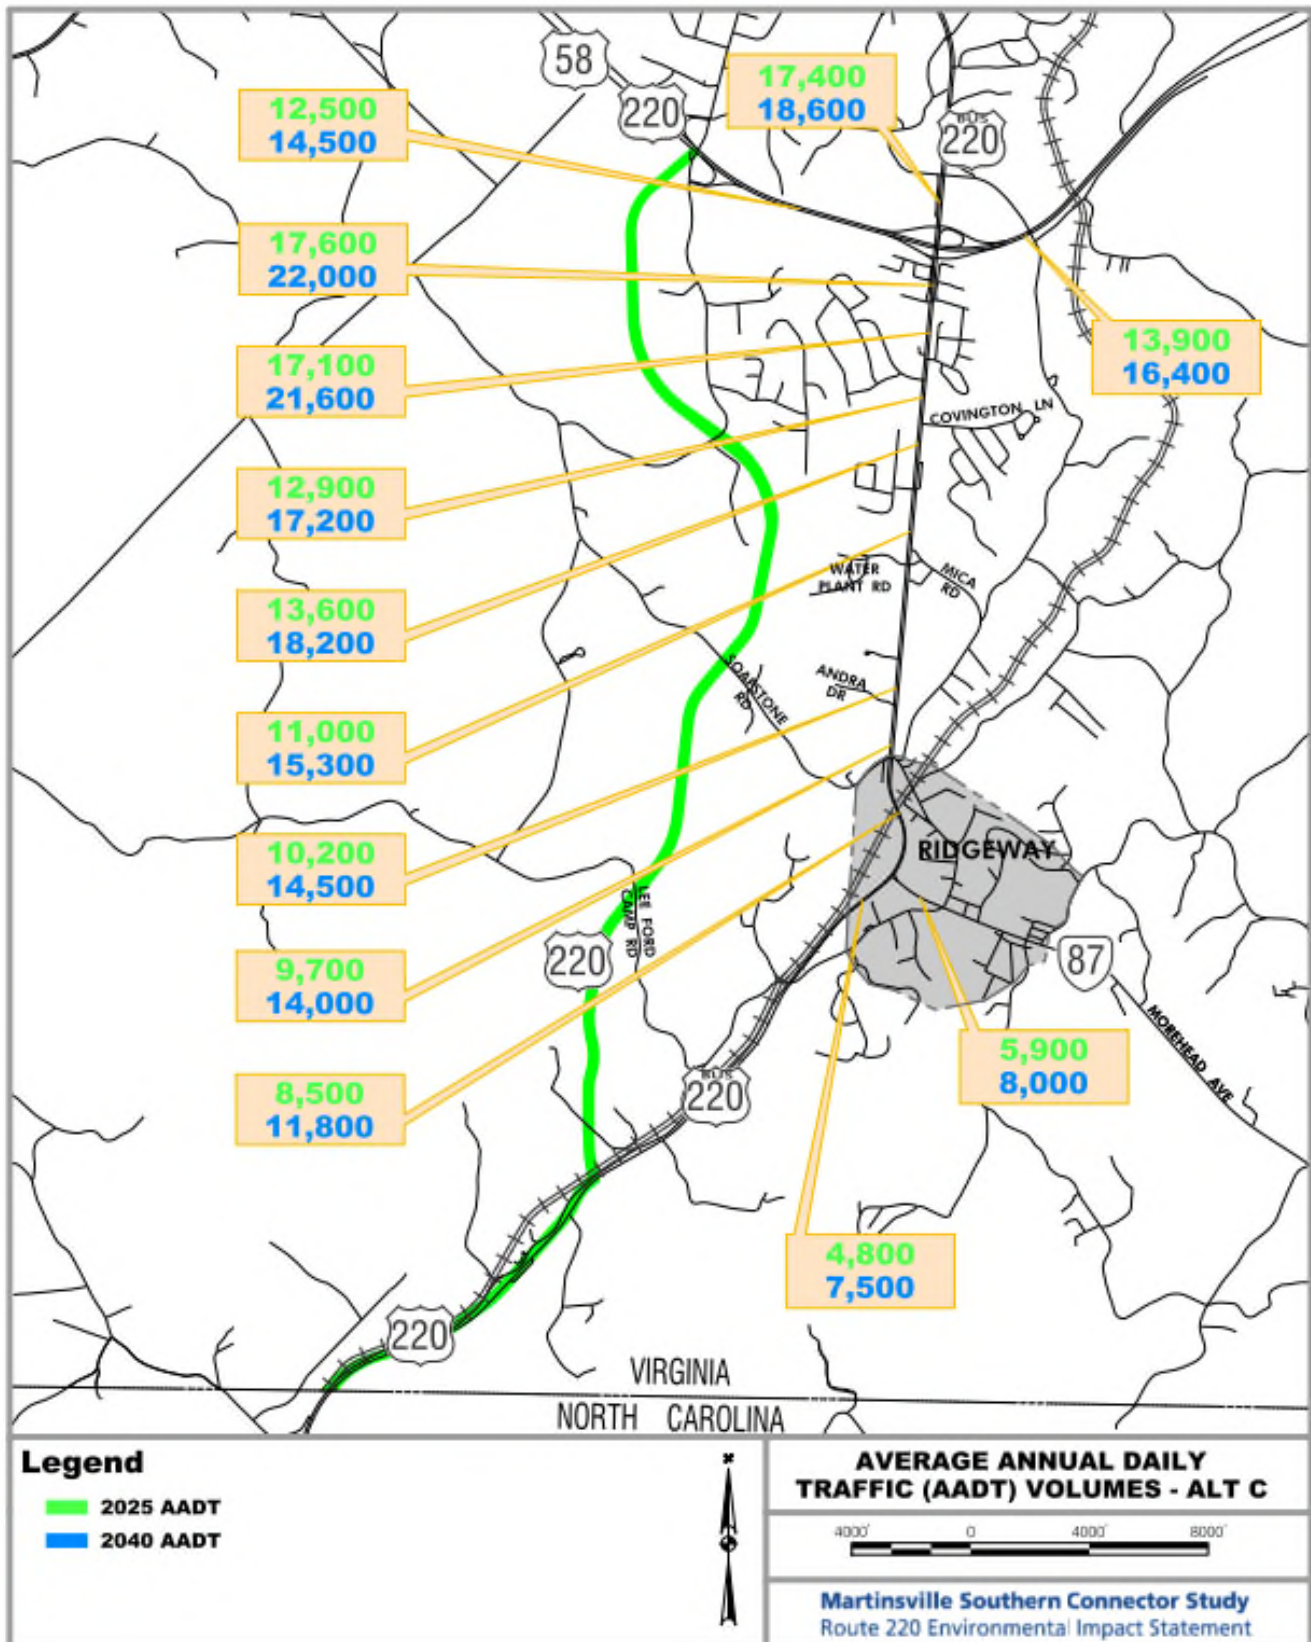 58
220
17,400
18,600
BUS
220
12,500
14,500
17,600
22,000
13,900
16,400
17,100
21,600
COVINGTON LN
12,900
17,200
WATER
PLANT RD
MICA
RD
13,600
18,200
SOAPSTONE
RD
ANDRA
DR
11,000
15,300
10,200
14,500
RIDGEWAY
LEE FORD
CAMP RD
220
87
9,700
14,000
MOREHEAD AVE
5,900
8,000
BUS
220
8,500
11,800
4,800
7,500
220
VIRGINIA
NORTH CAROLINA
Legend
2025 AADT
2040 AADT
AVERAGE ANNUAL DAILY
TRAFFIC (AADT) VOLUMES - ALT C
4000' 0 4000' 8000'
Martinsville Southern Connector Study
Route 220 Environmental Impact Statement